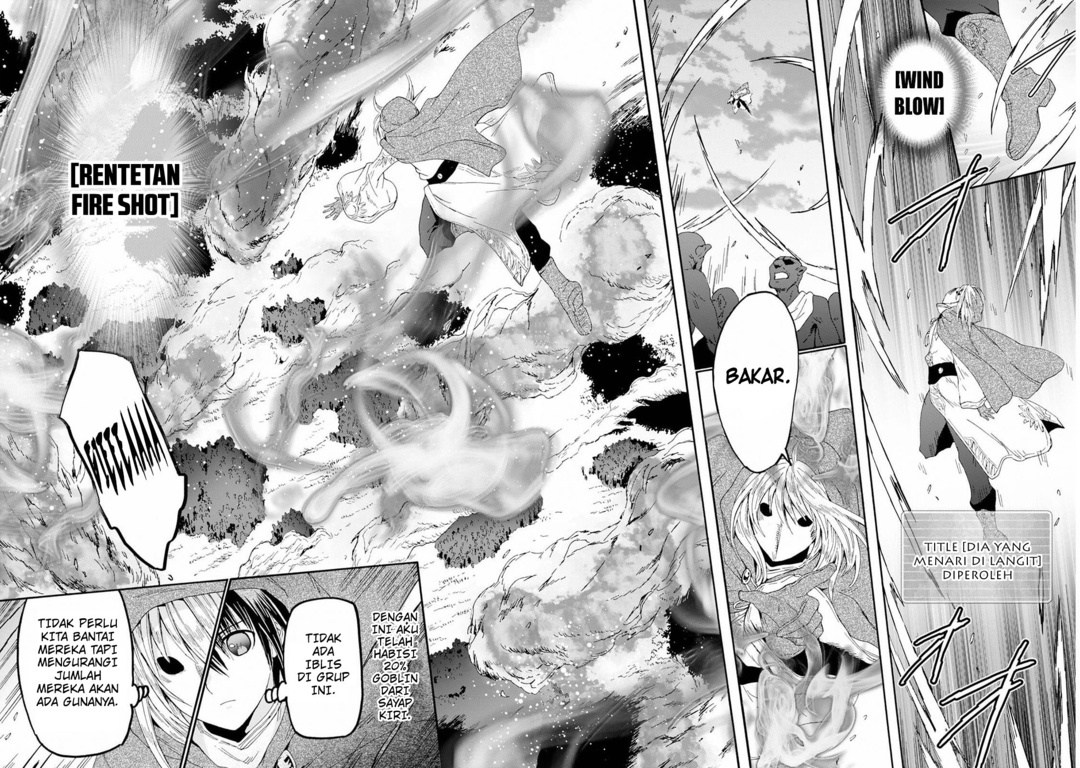 [WIND
BLOW]
TITLE [DIA YANG
MENARI DI LANGIT]
DIPEROLEH
BAKAR.
[RENTETAN
FIRE SHOT]
DENGAN
INI AKU
TELAH
HABISI
20%
GOBLIN
DARI
SAYAP
KIRI.
TIDAK
ADA
IBLIS
DI GRUP
INI.
TIDAK PERLU
KITA BANTAI
MEREKA TAPI
MENGURANGI
JUMLAH
MEREKA AKAN
ADA GUNANYA.